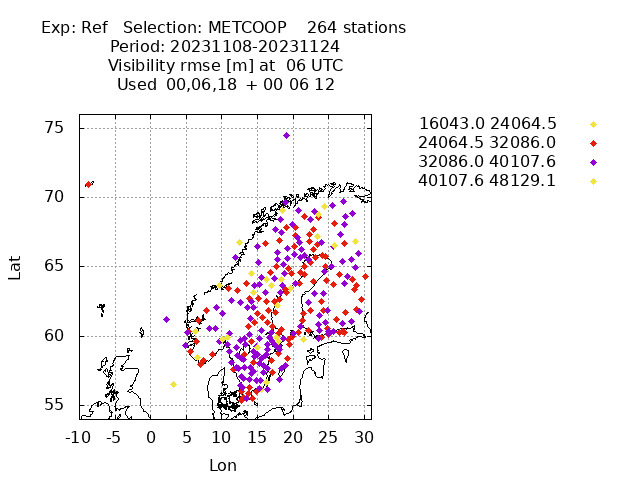 Exp: Ref   Selection: METCOOP    264 stations
Period: 20231108-20231124
Visibility rmse [m] at  06 UTC
Used  00,06,18  + 00 06 12
16043.0 24064.5
24064.5 32086.0
32086.0 40107.6
40107.6 48129.1
75
70
65
60
55
Lat
-10 -5 0 5 10 15 20 25 30
Lon